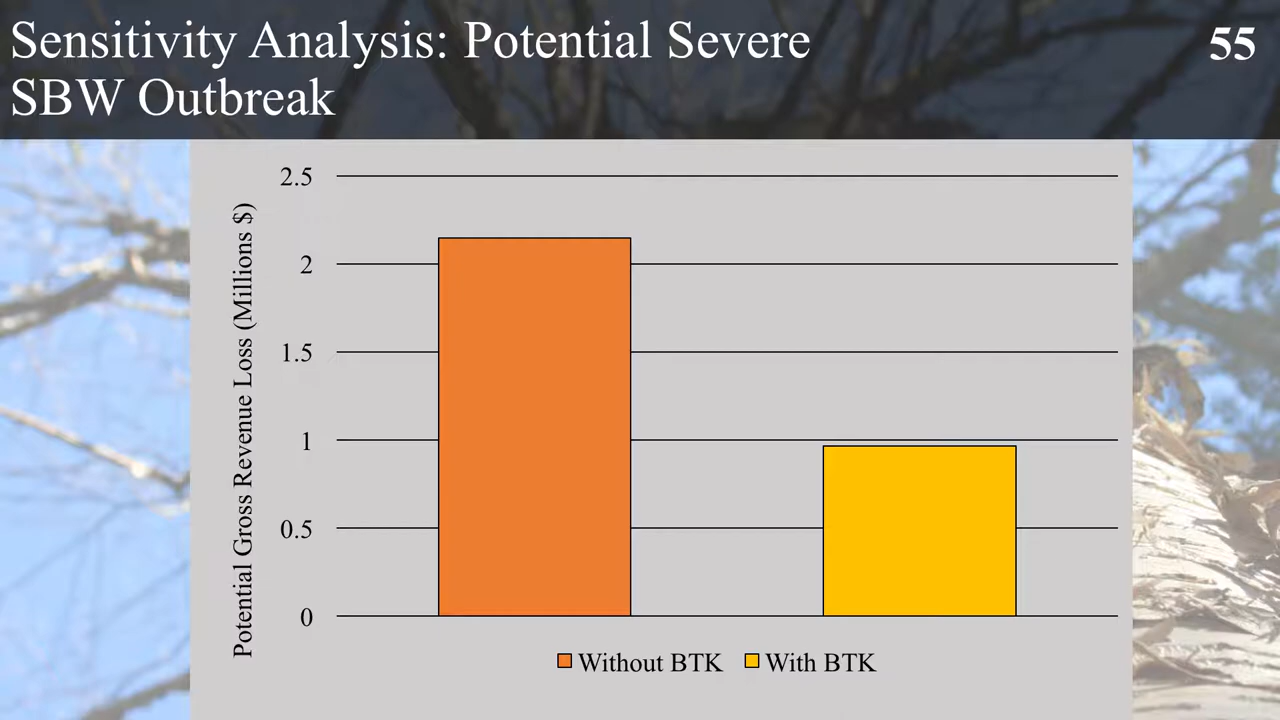 Sensitivity Analysis: Potential Severe
SBW Outbreak
55
Potential Gross Revenue Loss (Millions $)
2.5
2
1.5
1
0.5
0
Without BTK
With BTK